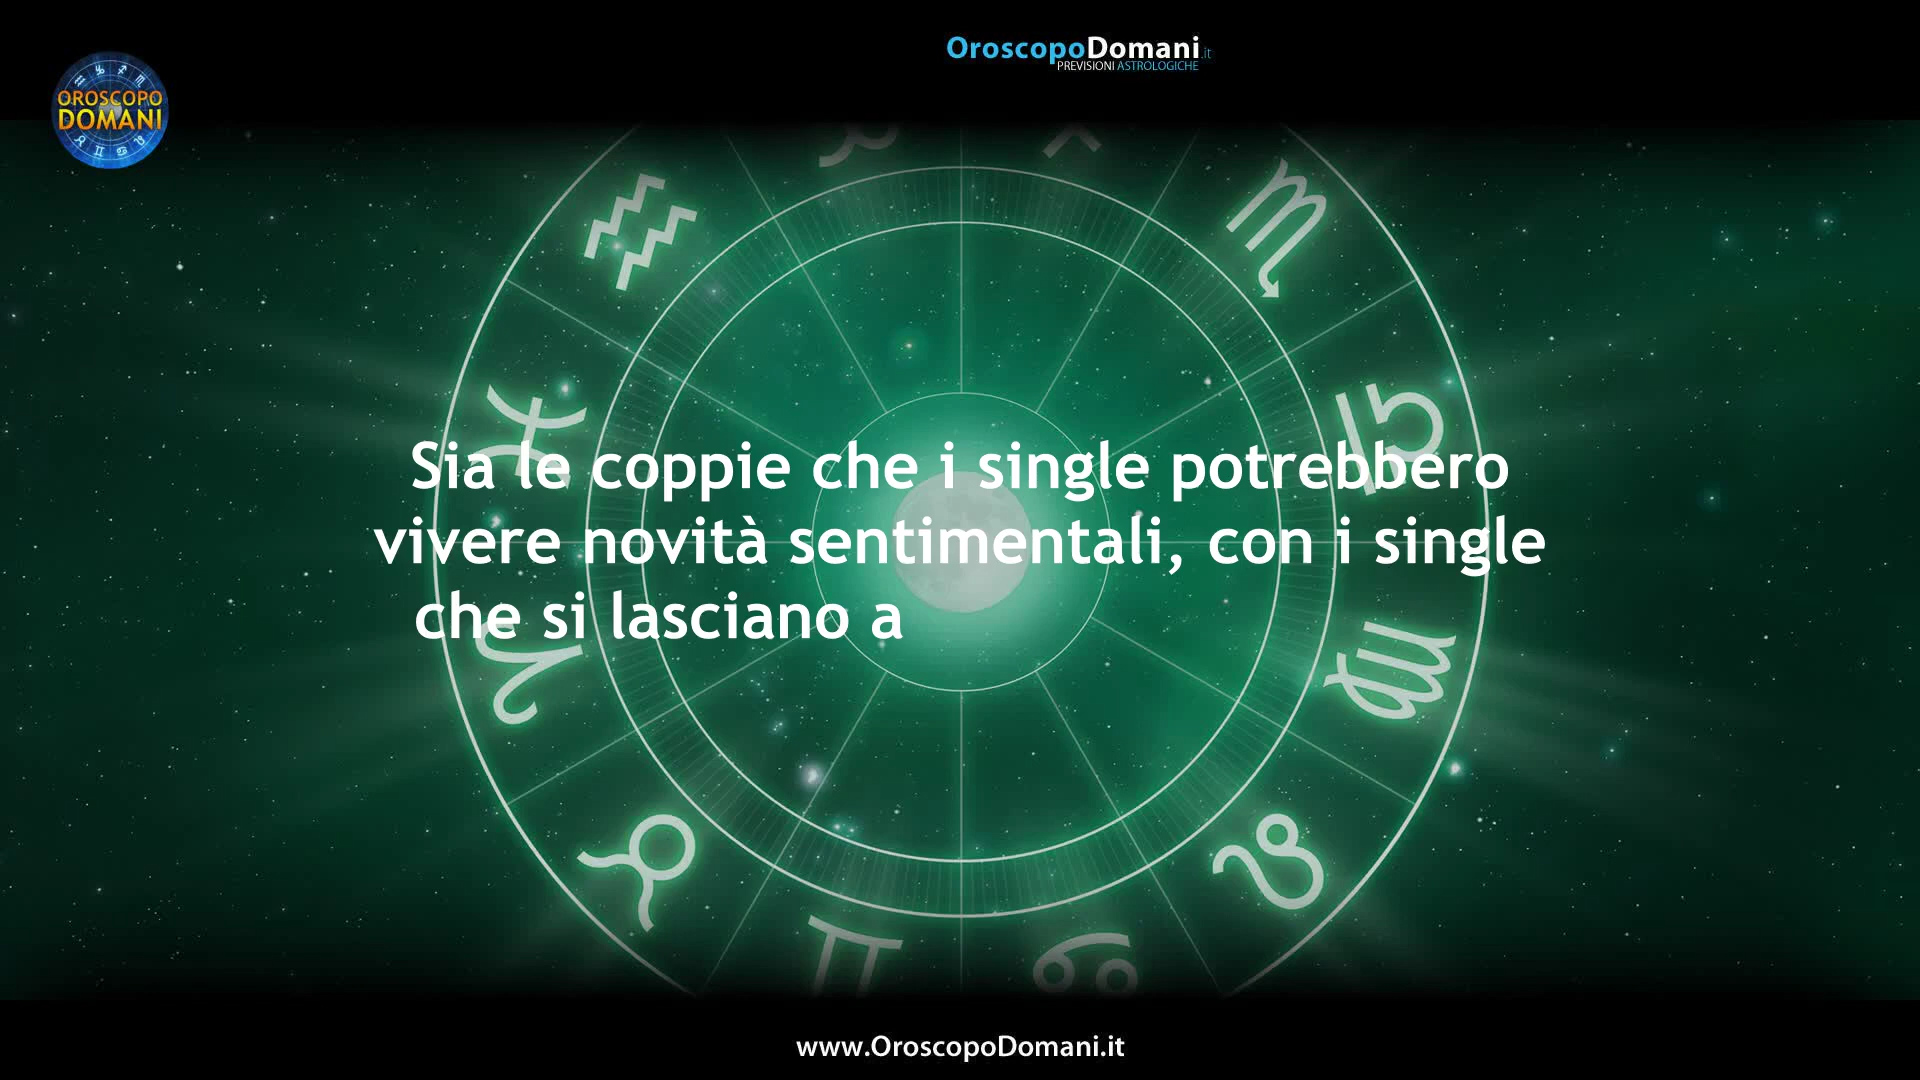 OroscopoDomani.it
PREVISIONI ASTROLOGICHE
OROSCOPO
DOMANI
Sia le coppie che i single potrebbero
vivere novità sentimentali, con i single
che si lasciano a
www.OroscopoDomani.it